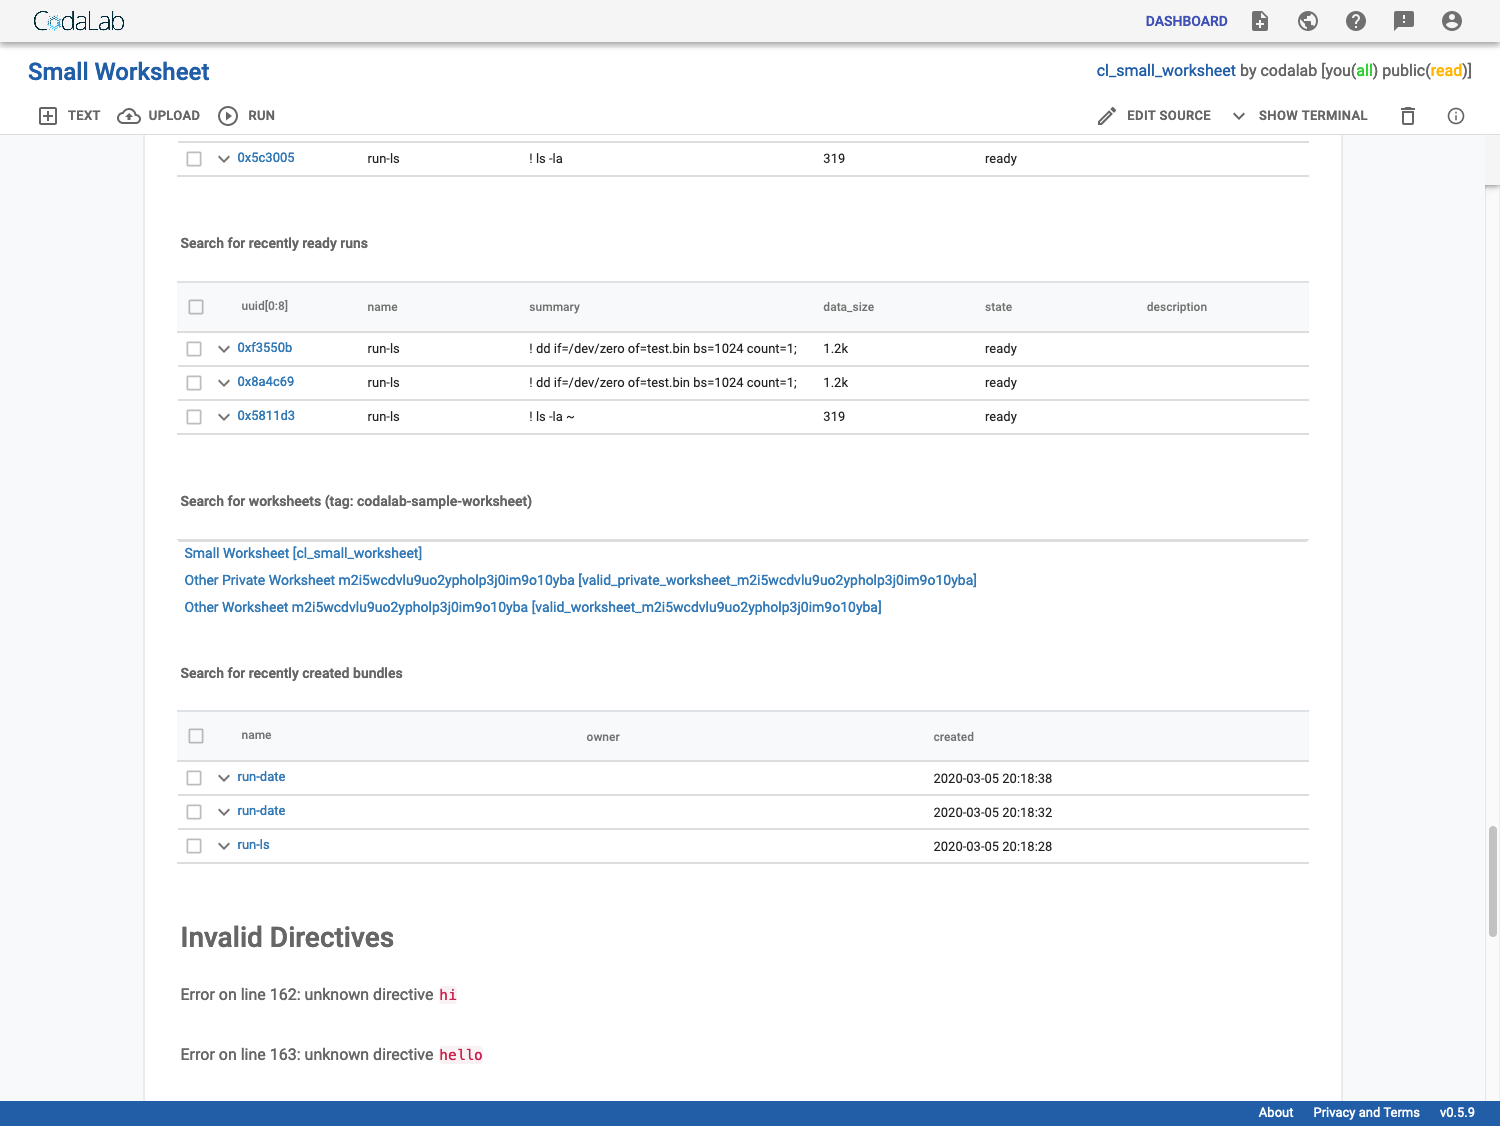 CodaLab
DASHBOARD
Small Worksheet
cl_small_worksheet by codalab [you(all) public(read)]
TEXT UPLOAD RUN
EDIT SOURCE SHOW TERMINAL
0x5c3005 run-ls ! ls -la 319 ready
Search for recently ready runs
uuid[0:8] name summary data_size state description
0xf3550b run-ls ! dd if=/dev/zero of=test.bin bs=1024 count=1; 1.2k ready
0x8a4c69 run-ls ! dd if=/dev/zero of=test.bin bs=1024 count=1; 1.2k ready
0x5811d3 run-ls ! ls -la ~ 319 ready
Search for worksheets (tag: codalab-sample-worksheet)
Small Worksheet [cl_small_worksheet]
Other Private Worksheet m2i5wcdvlu9uo2ypholp3j0im9o10yba [valid_private_worksheet_m2i5wcdvlu9uo2ypholp3j0im9o10yba]
Other Worksheet m2i5wcdvlu9uo2ypholp3j0im9o10yba [valid_worksheet_m2i5wcdvlu9uo2ypholp3j0im9o10yba]
Search for recently created bundles
name owner created
run-date 2020-03-05 20:18:38
run-date 2020-03-05 20:18:32
run-ls 2020-03-05 20:18:28
Invalid Directives
Error on line 162: unknown directive hi
Error on line 163: unknown directive hello
About Privacy and Terms v0.5.9